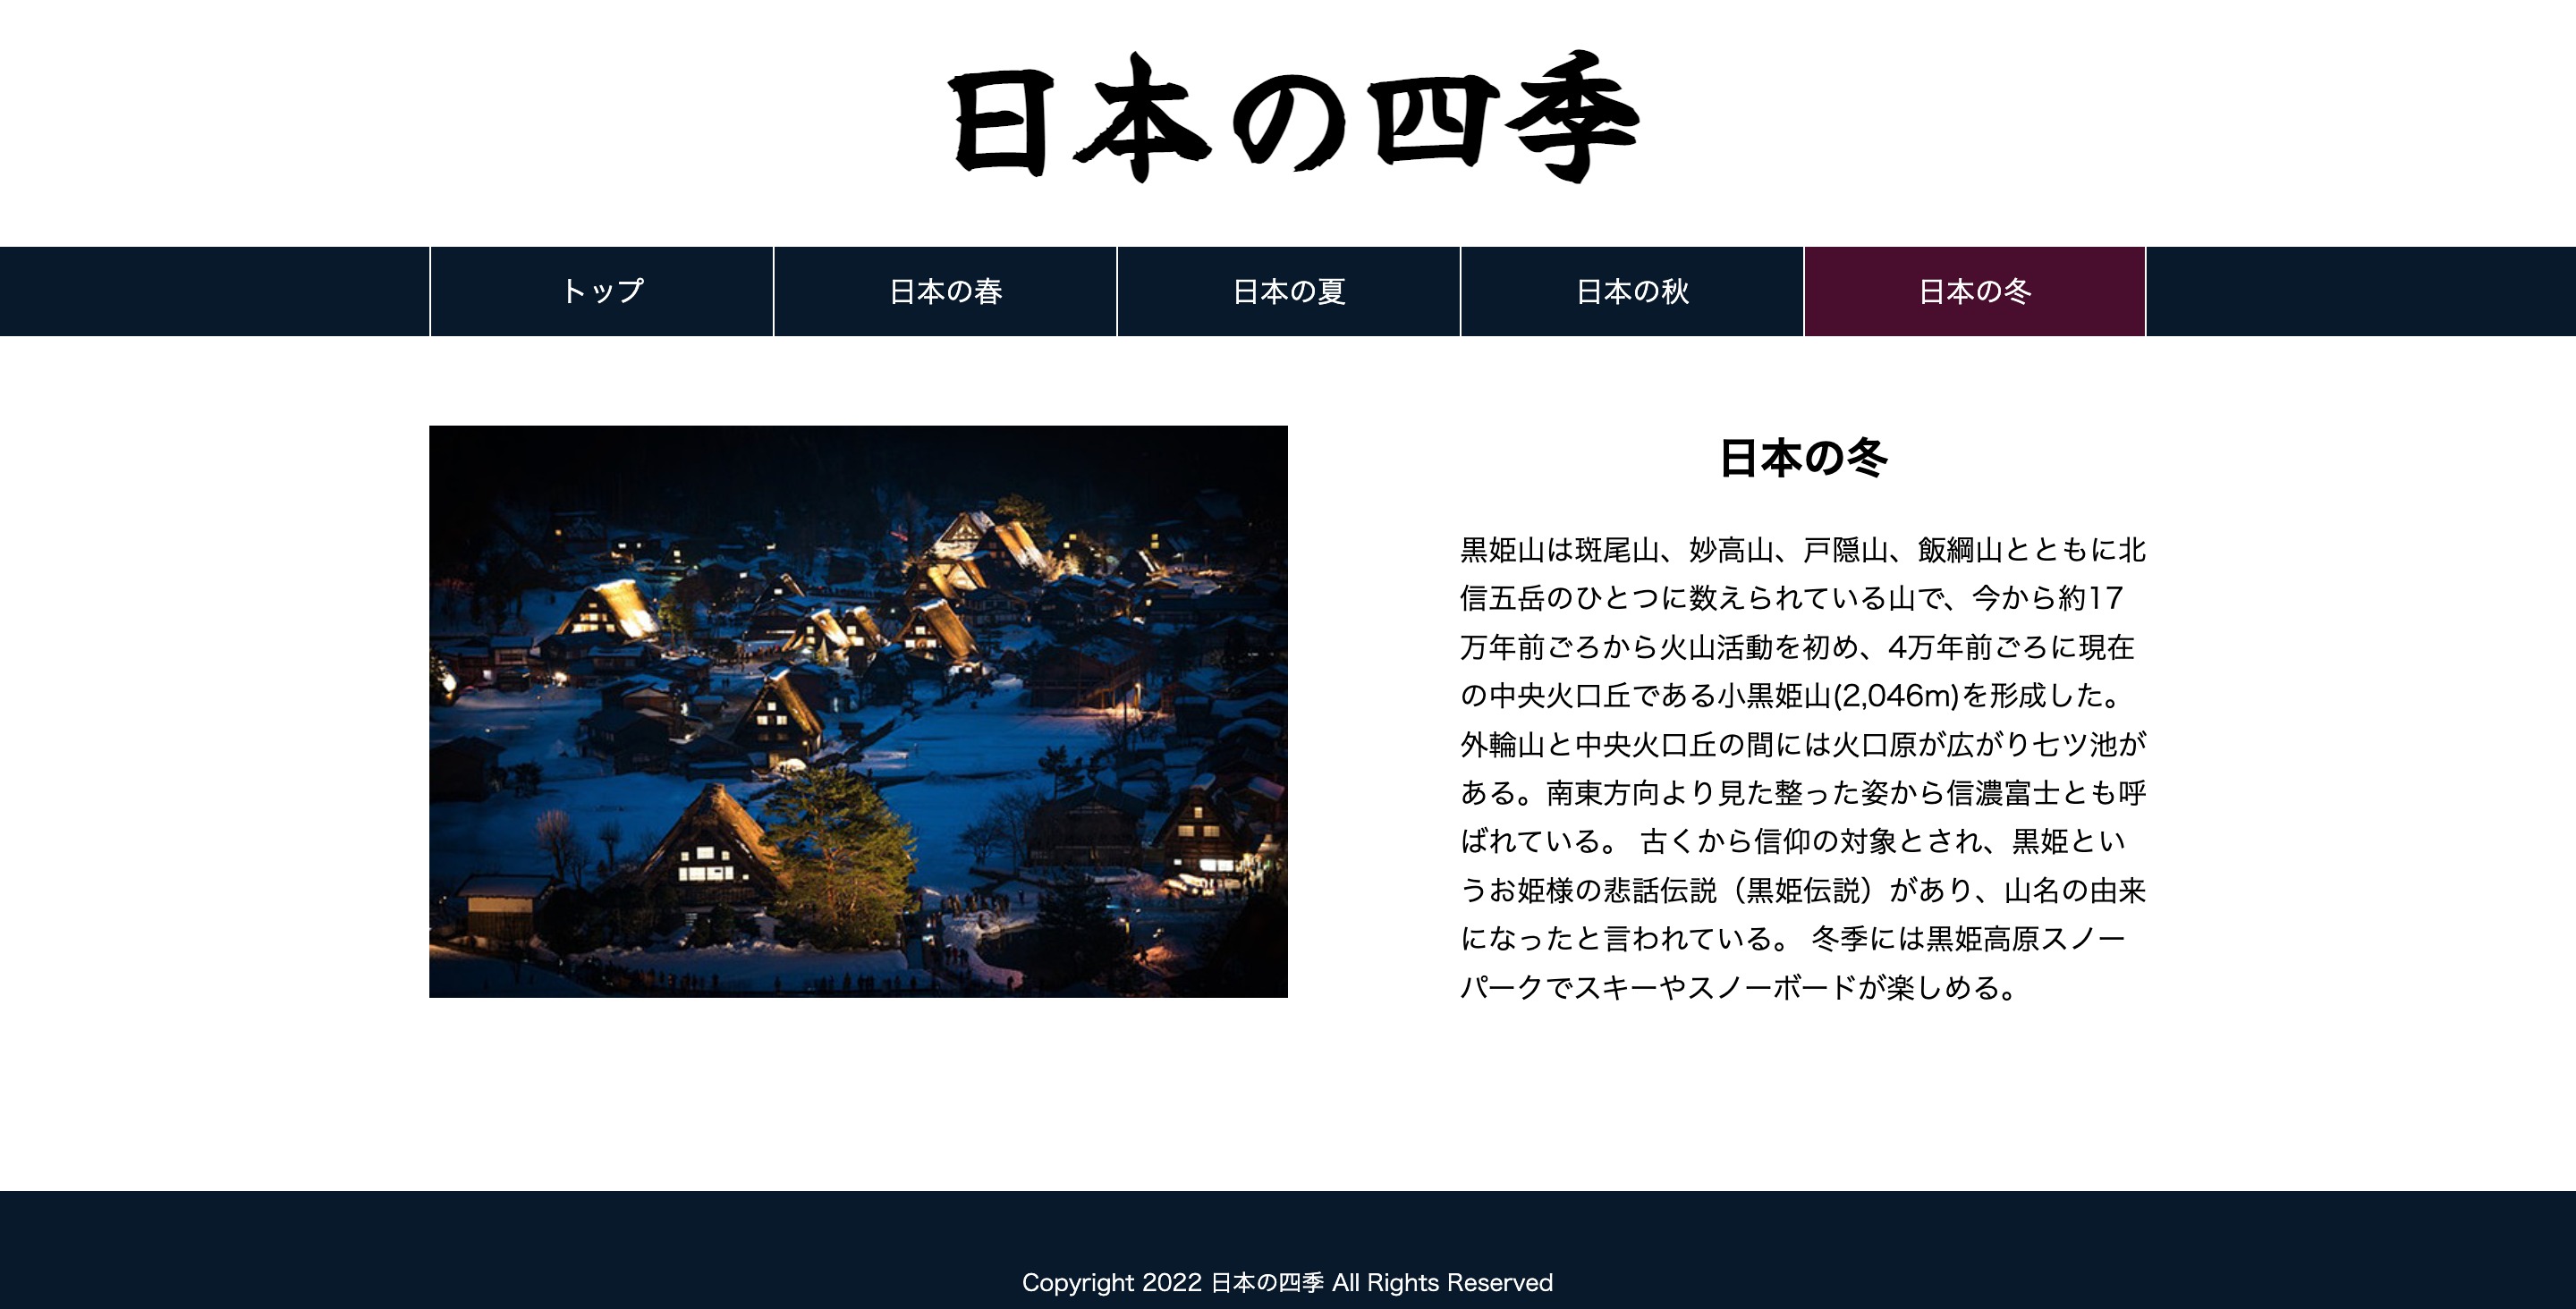 日本の四季
トップ
日本の春
日本の夏
日本の秋
日本の冬
日本の冬
黒姫山は斑尾山、妙高山、戸隠山、飯綱山とともに北
信五岳のひとつに数えられている山で、今から約17
万年前ごろから火山活動を初め、4万年前ごろに現在
の中央火口丘である小黒姫山(2,046m)を形成した。
外輪山と中央火口丘の間には火口原が広がり七ツ池が
ある。南東方向より見た整った姿から信濃富士とも呼
ばれている。 古くから信仰の対象とされ、黒姫とい
うお姫様の悲話伝説（黒姫伝説）があり、山名の由来
になったと言われている。 冬季には黒姫高原スノー
パークでスキーやスノーボードが楽しめる。
Copyright 2022 日本の四季 All Rights Reserved